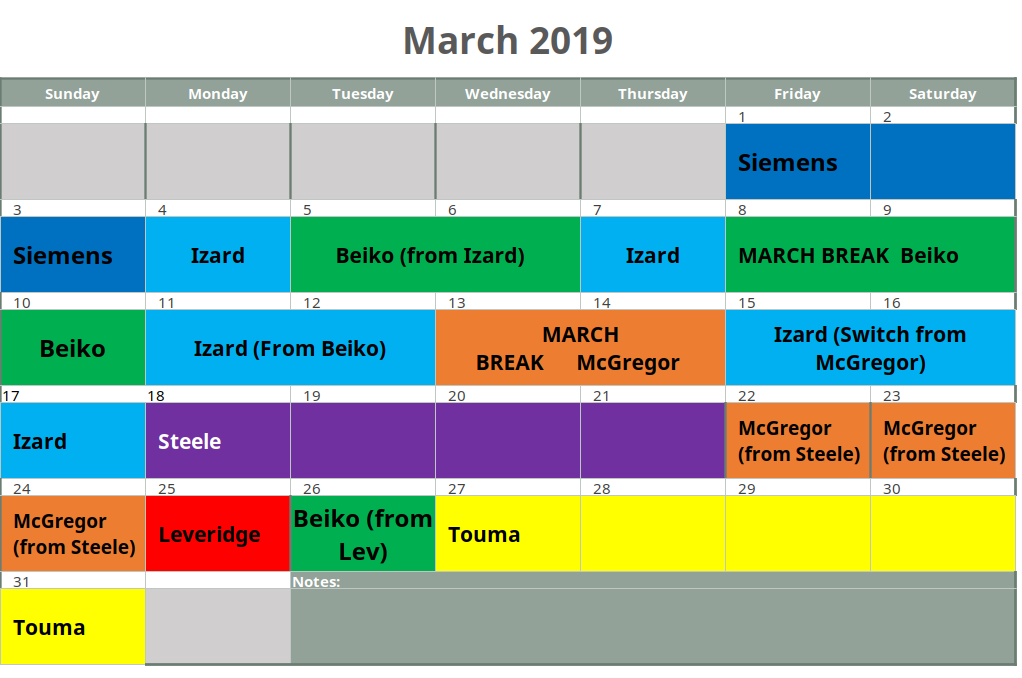 March 2019
Sunday Monday Tuesday Wednesday Thursday Friday Saturday
1 2
Siemens
3 4 5 6 7 8 9
Siemens Izard Beiko (from Izard) Izard MARCH BREAK Beiko
10 11 12 13 14 15 16
Beiko
Izard (From Beiko)
MARCH
BREAK McGregor
Izard (Switch from
McGregor)
17 18 19 20 21 22 23
Izard
Steele
McGregor
(from Steele)
McGregor
(from Steele)
24 25 26 27 28 29 30
McGregor
(from Steele)
Leveridge
Beiko (from
Lev)
Touma
31
Notes:
Touma